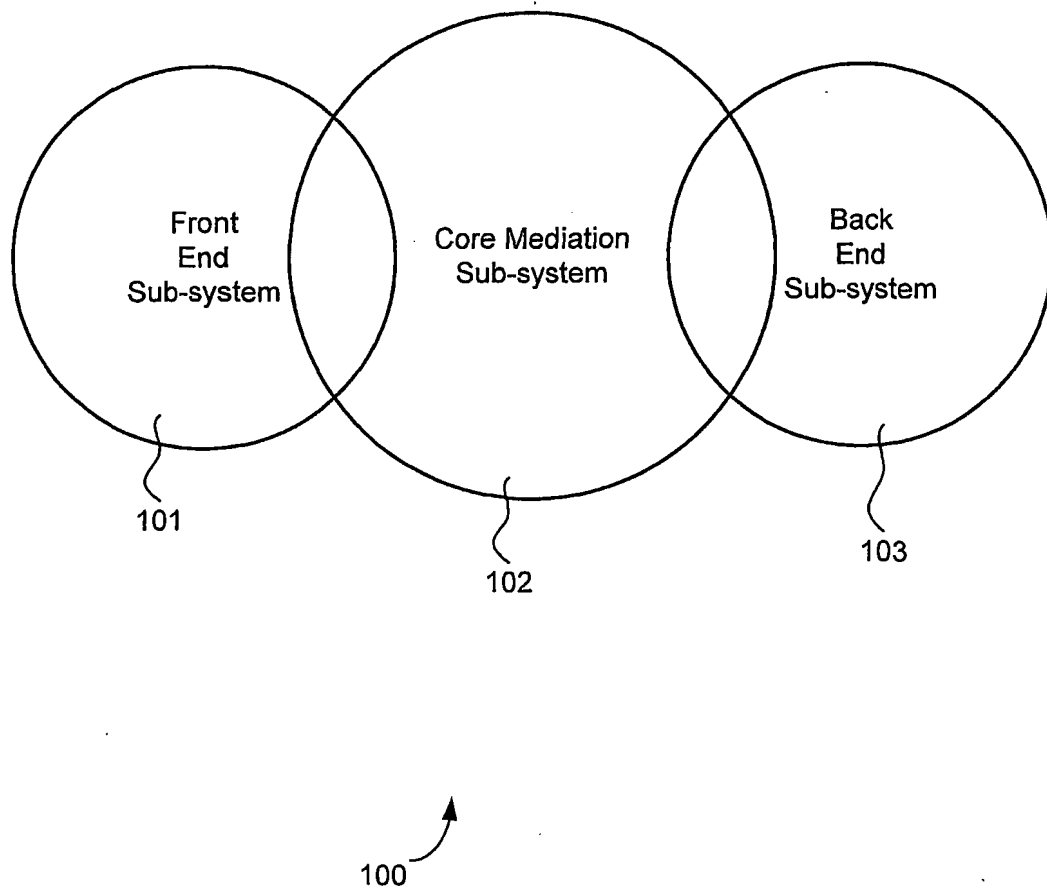 Front
End
Sub-system
Core Mediation
Sub-system
Back
End
Sub-system
101
102
103
100